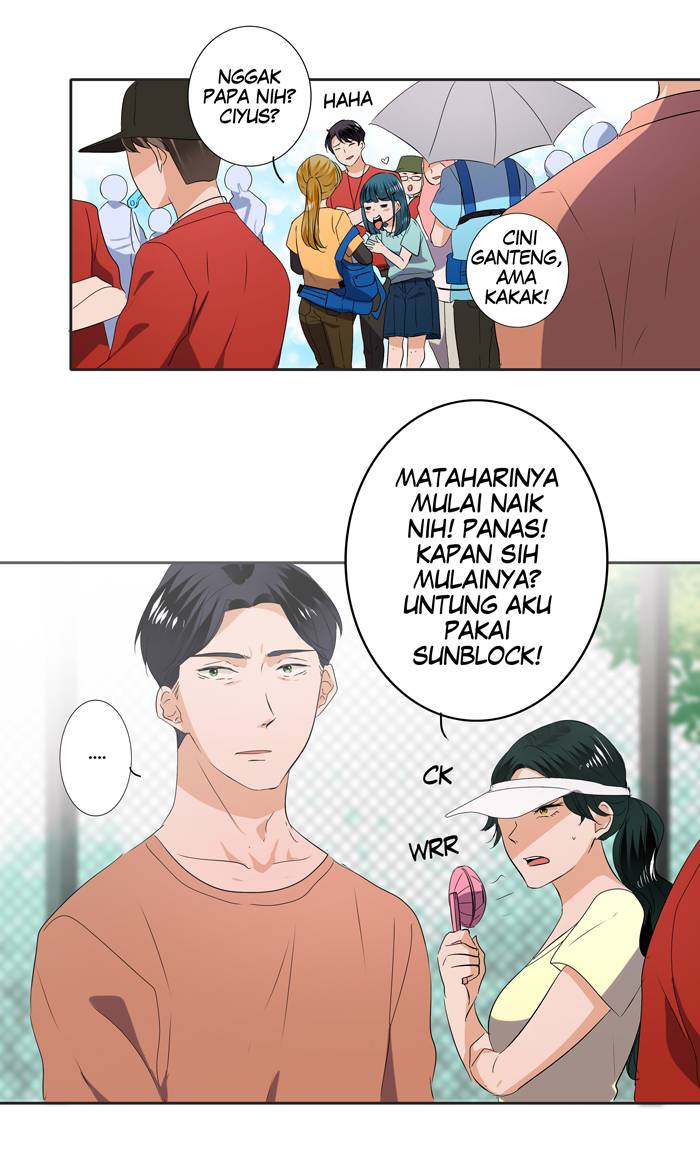 NGGAK
PAPA NIH?
CIYUS?
HAHA
CINI
GANTENG,
AMA
KAKAK!
MATAHARINYA
MULAI NAIK
NIH! PANAS!
KAPAN SIH
MULAINYA?
UNTUNG AKU
PAKAI
SUNBLOCK!
....
CK
WRR